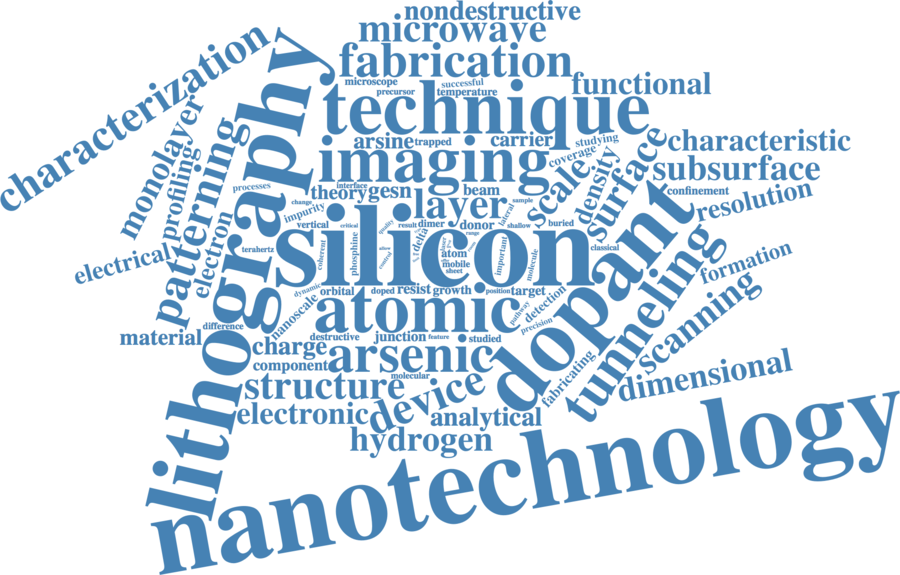 nondestructive
microwave
characterization
fabrication
functional
microscope
successful
precursor
temperature
technique
lithography
monolayer
arsine
trapped
carrier
studying
characteristic
patterning
profiling
imaging
coverage
density
surface
subsurface
scale
processes
interface
theory
gesn
beam
confinement
resolution
electron
change
impurity
layer
lateral
sample
dopant
vertical
critical
quality
result
dimer
donor
range
shallow
buried
silicon
delta
electrical
terahertz
coherent
phosphine
slow
control
atom
mobile
sheet
important
molecule
classical
tunneling
formation
dynamic
orbital
doped
resist
growth
position
target
nanoscale
atomic
pathway
detection
precision
scanning
material
difference
destructive
junction
feature
studied
charge
arsenic
component
molecular
fabricating
structure
device
dimensional
electronic
analytical
hydrogen
nanotechnology